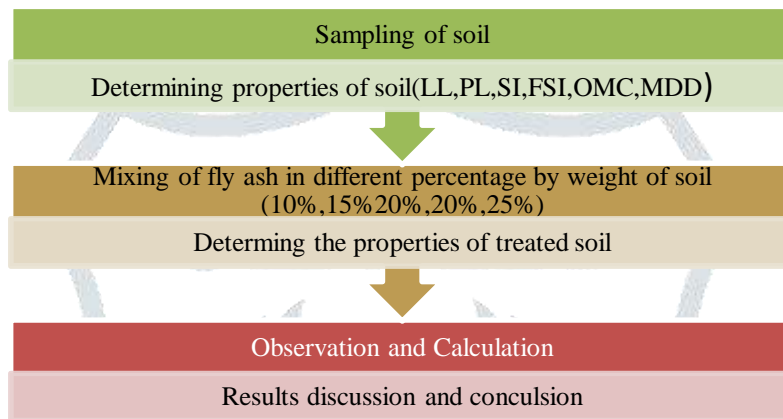 Sampling of soil
Determining properties of soil(LL,PL,SI,FSI,OMC,MDD)
Mixing of fly ash in different percentage by weight of soil
(10%,15%20%,20%,25%)
Determing the properties of treated soil
Observation and Calculation
Results discussion and conculsion